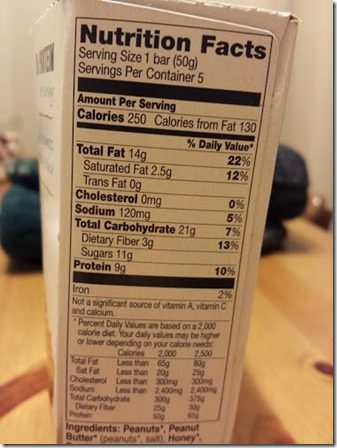 Nutrition Facts
Serving Size 1 bar (50g)
Servings Per Container 5
Amount Per Serving
Calories 250 Calories from Fat 130
% Daily Value*
Total Fat 14g 22%
Saturated Fat 2.5g 12%
Trans Fat 0g
Cholesterol 0mg 0%
Sodium 120mg 5%
Total Carbohydrate 21g 7%
Dietary Fiber 3g 13%
Sugars 11g
Protein 9g 10%
Iron 2%
Not a significant source of vitamin A, vitamin C
and calcium.
* Percent Daily Values are based on a 2,000
calorie diet. Your daily values may be higher
or lower depending on your calorie needs:
Calories 2,000 2,500
Total Fat Less than 65g 80g
Sat Fat Less than 20g 25g
Cholesterol Less than 300mg 300mg
Sodium Less than 2,400mg 2,400mg
Total Carbohydrate 300g 375g
Dietary Fiber 25g 30g
Protein 50g 65g
Ingredients: Peanuts*, Peanut
Butter* (peanuts*, salt), Honey*,